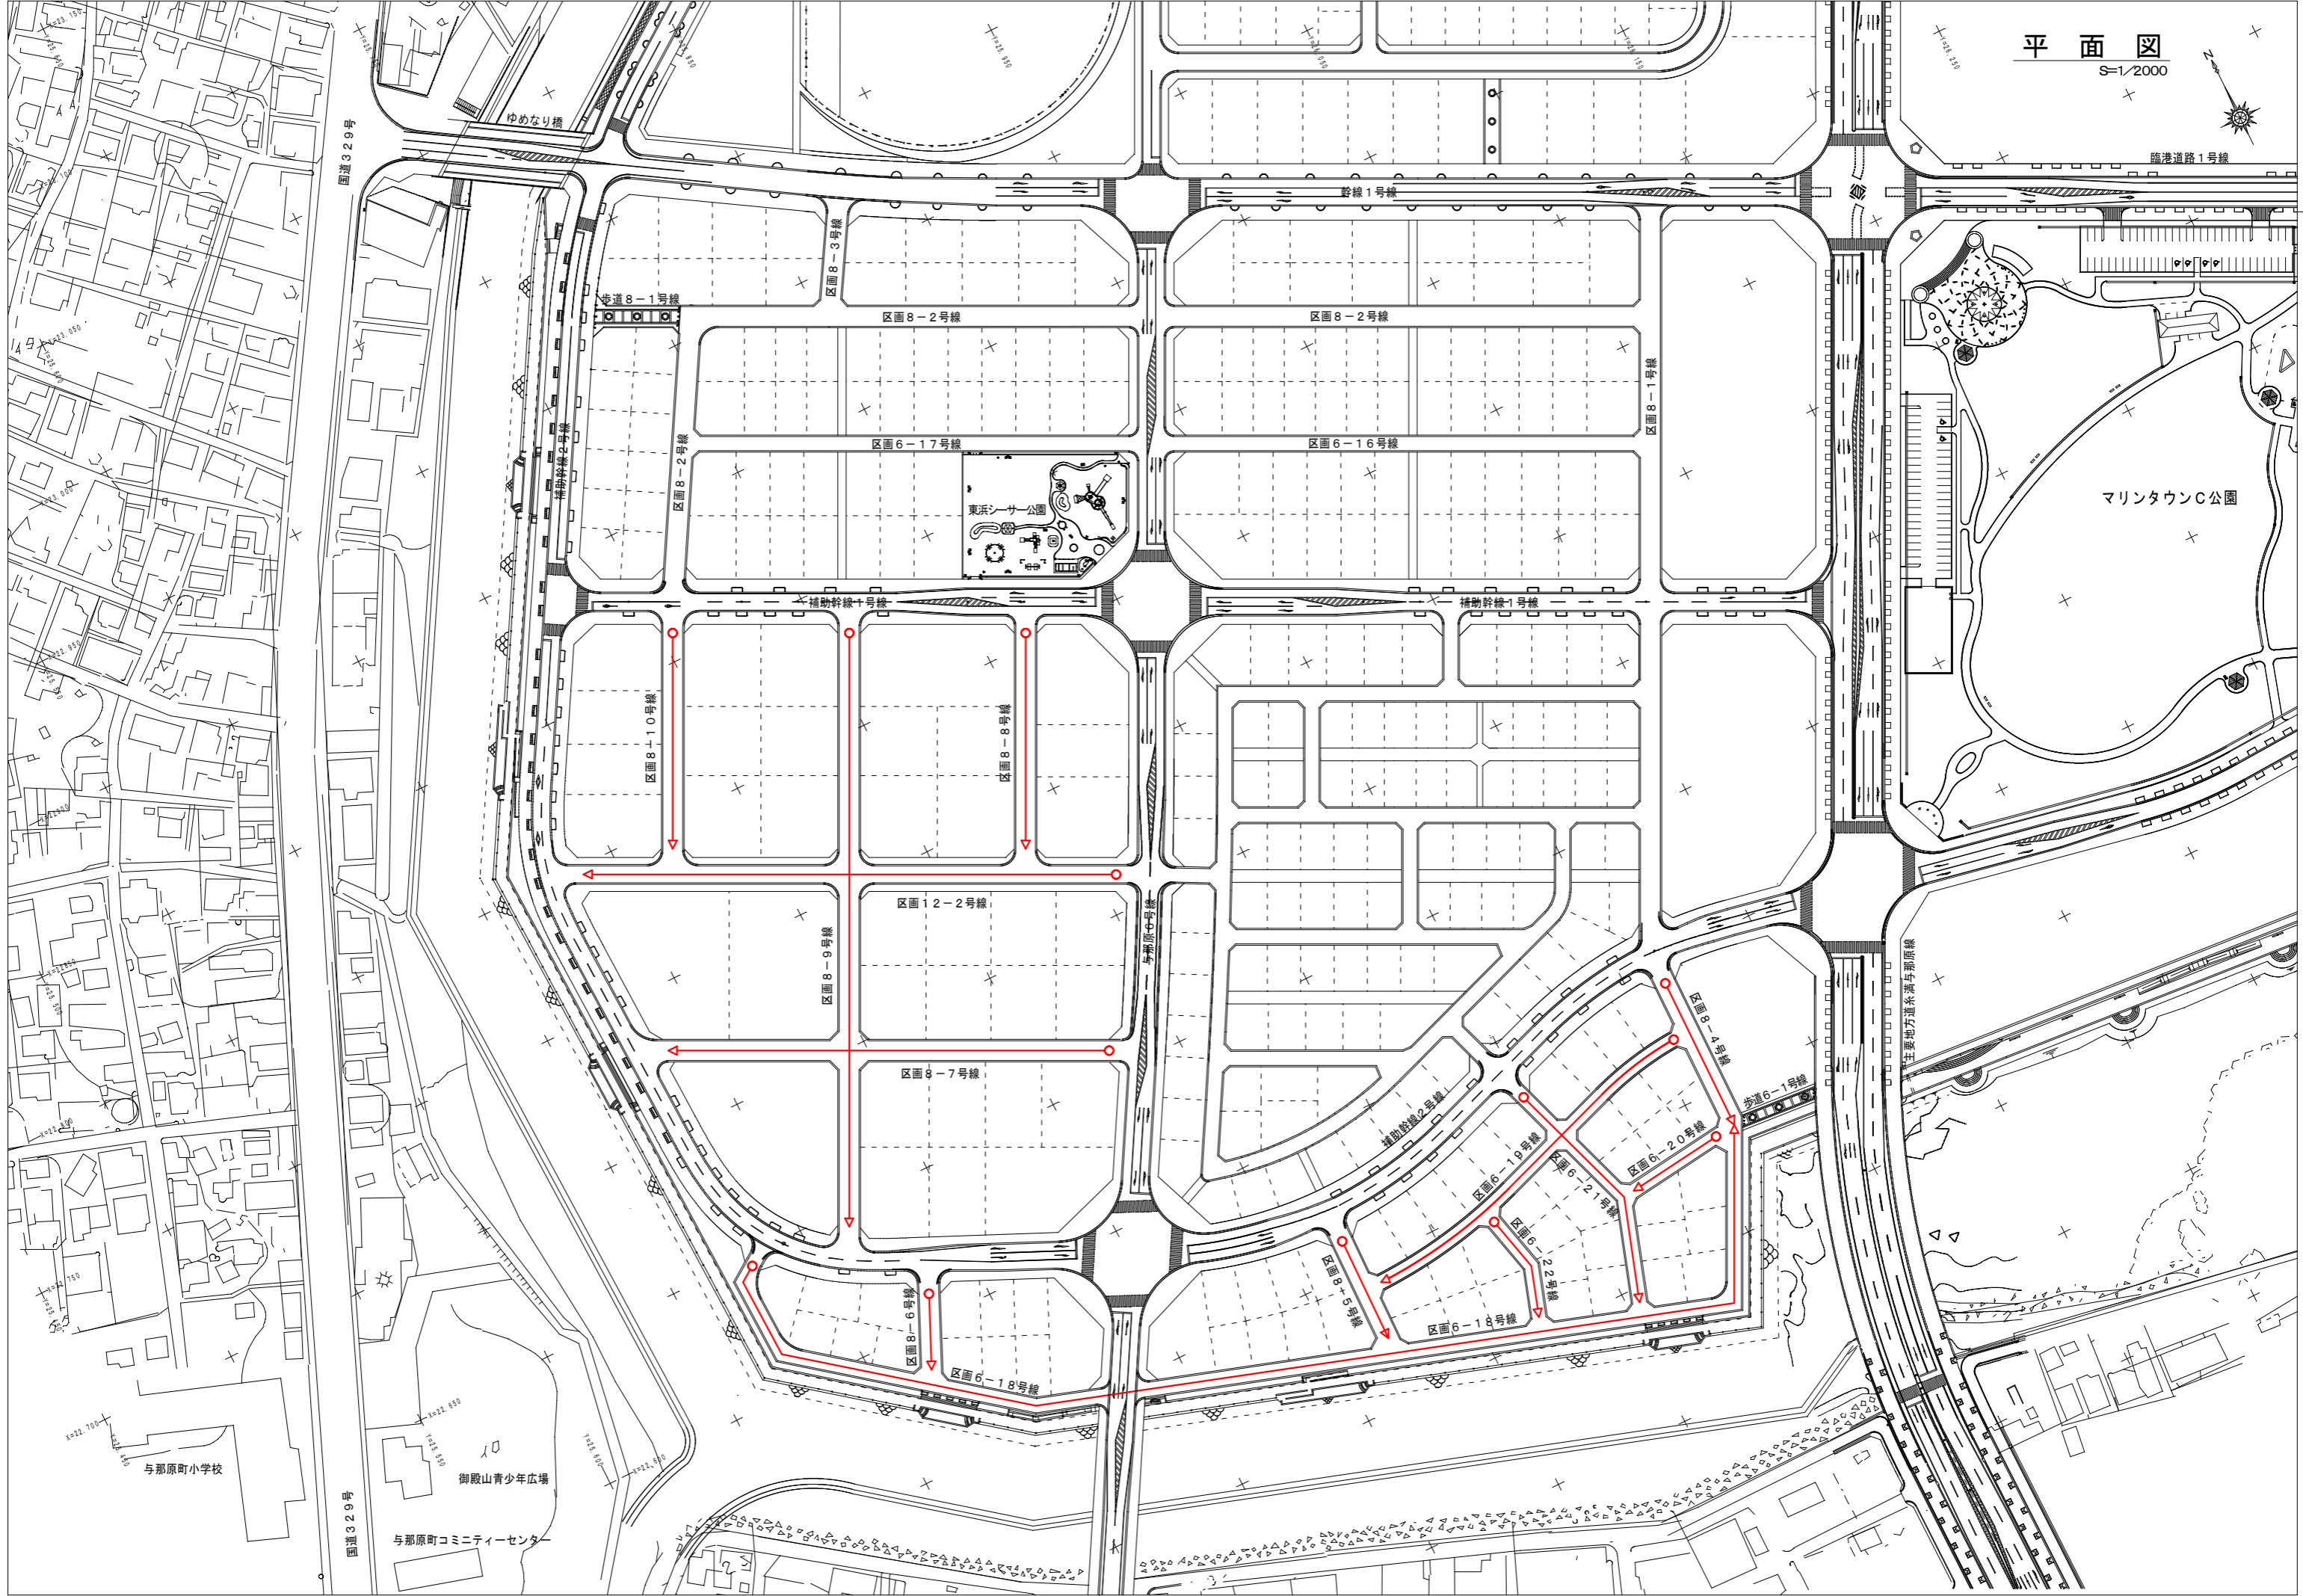 平 面 図
S=1/2000
N
ゆめなり橋
国道329号
臨港道路1号線
幹線1号線
区画8-3号線
歩道8-1号線
区画8-2号線
区画8-2号線
区画8-1号線
補助幹線2号線
区画8-2号線
区画6-17号線
区画6-16号線
東浜シーサー公園
マリンタウンC公園
補助幹線1号線
補助幹線1号線
区画8-10号線
区画8-8号線
区画12-2号線
区画8-9号線
与那原6号線
主要地方道糸満与那原線
区画8-4号線
区画8-7号線
歩道6-1号線
補助幹線2号線
区画6-19号線
区画6-20号線
区画6-21号線
区画6-22号線
区画8-5号線
区画8-6号線
区画6-18号線
区画6-18号線
与那原町小学校
御殿山青少年広場
国道329号
与那原町コミニティーセンター